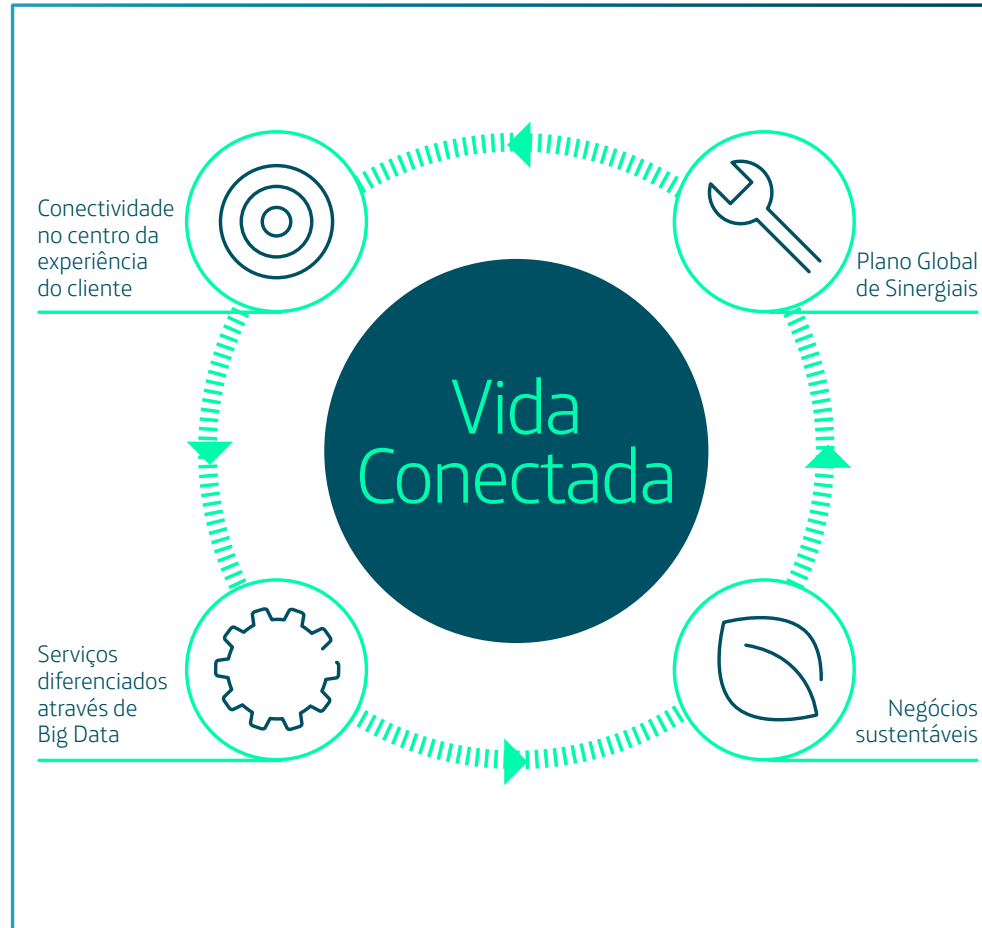 Conectividade
no centro da
experiência
do cliente
Plano Global
de Sinergiais
Vida
Conectada
Serviços
diferenciados
através de
Big Data
Negócios
sustentáveis